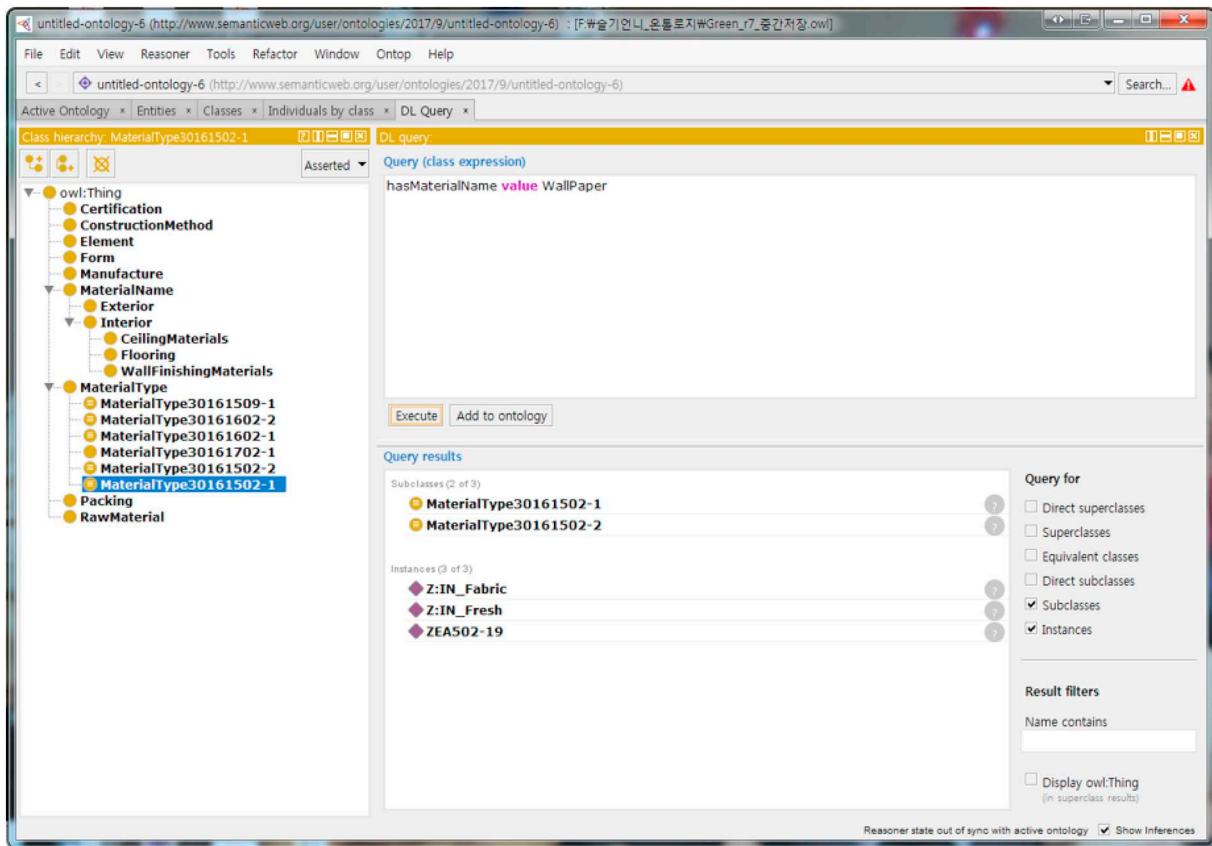 untitled-ontology-6 (http://www.semanticweb.org/user/ontologies/2017/9/untitled-ontology-6) : [F:₩슬기언니_온톨로지₩Green_r7_중간저장.owl]
File Edit View Reasoner Tools Refactor Window Ontop Help
< > untitled-ontology-6 (http://www.semanticweb.org/user/ontologies/2017/9/untitled-ontology-6) Search...
Active Ontology × Entities × Classes × Individuals by class × DL Query ×
Class hierarchy: MaterialType30161502-1
DL query:
Asserted
Query (class expression)
hasMaterialName value WallPaper
owl:Thing
Certification
ConstructionMethod
Element
Form
Manufacture
MaterialName
Exterior
Interior
CeilingMaterials
Flooring
WallFinishingMaterials
MaterialType
MaterialType30161509-1
MaterialType30161602-2
MaterialType30161602-1
MaterialType30161702-1
MaterialType30161502-2
MaterialType30161502-1
Packing
RawMaterial
Execute Add to ontology
Query results
Subclasses (2 of 3)
MaterialType30161502-1 ?
MaterialType30161502-2 ?
Instances (3 of 3)
Z:IN_Fabric ?
Z:IN_Fresh ?
ZEA502-19 ?
Query for
Direct superclasses
Superclasses
Equivalent classes
Direct subclasses
Subclasses
Instances
Result filters
Name contains
Display owl:Thing
(in superclass results)
Reasoner state out of sync with active ontology Show Inferences